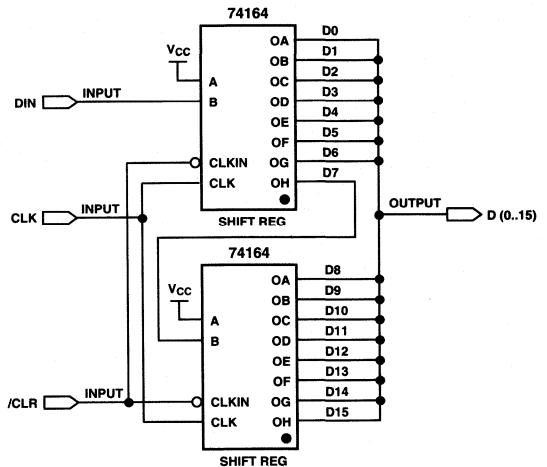 74164
VCC
A
B
CLKIN
CLK
OA
OB
OC
OD
OE
OF
OG
OH
D0
D1
D2
D3
D4
D5
D6
D7
SHIFT REG
DIN
INPUT
CLK
INPUT
OUTPUT
D (0..15)
74164
VCC
A
B
CLKIN
CLK
OA
OB
OC
OD
OE
OF
OG
OH
D8
D9
D10
D11
D12
D13
D14
D15
SHIFT REG
/CLR
INPUT